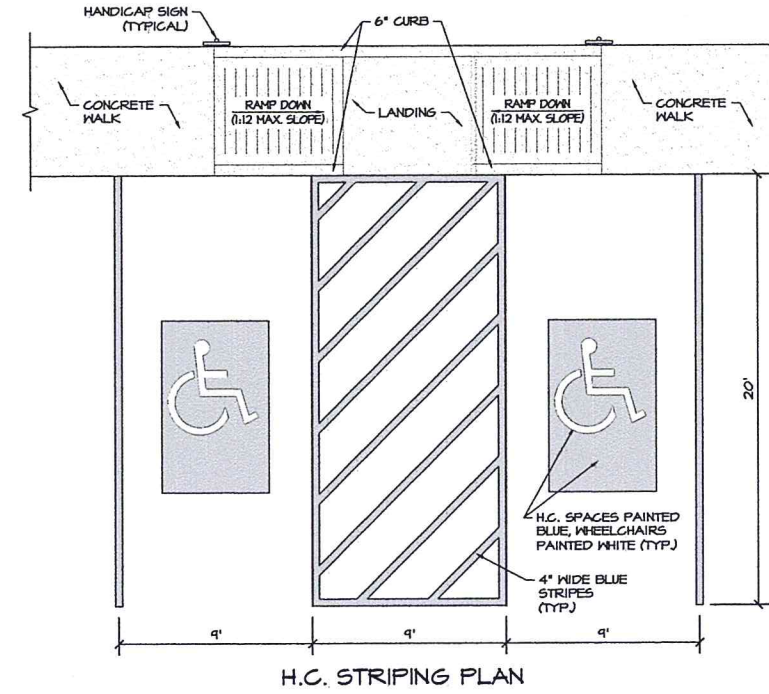 HANDICAP SIGN
(TYPICAL)
6" CURB
CONCRETE
WALK
RAMP DOWN
(1:12 MAX. SLOPE)
LANDING
RAMP DOWN
(1:12 MAX. SLOPE)
CONCRETE
WALK
20'
H.C. SPACES PAINTED
BLUE, WHEELCHAIRS
PAINTED WHITE (TYP.)
4" WIDE BLUE
STRIPES
(TYP.)
9'
9'
9'
H.C. STRIPING PLAN